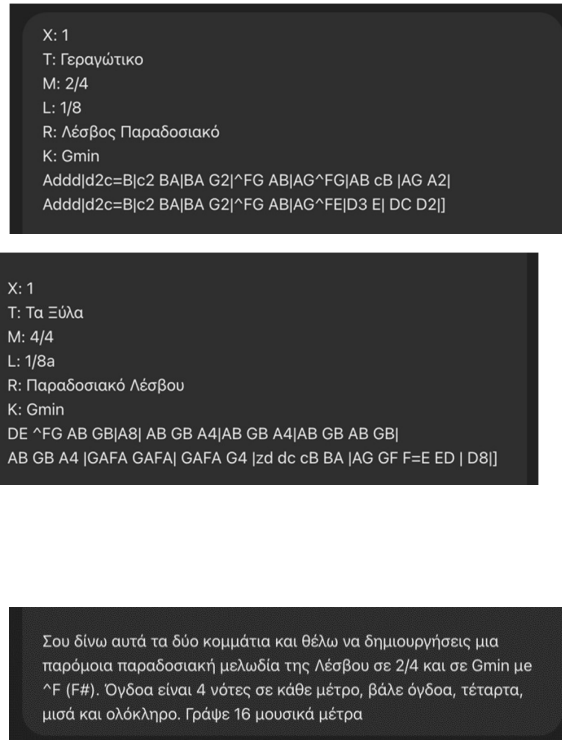 X: 1
T: Γεραγώτικο
M: 2/4
L: 1/8
R: Λέσβος Παραδοσιακό
K: Gmin
Addd|d2c=B|c2 BA|BA G2|^FG AB|AG^FG|AB cB |AG A2|
Addd|d2c=B|c2 BA|BA G2|^FG AB|AG^FE|D3 E| DC D2|]
X: 1
T: Τα Ξύλα
M: 4/4
L: 1/8a
R: Παραδοσιακό Λέσβου
K: Gmin
DE ^FG AB GB|A8| AB GB A4|AB GB A4|AB GB AB GB|
AB GB A4 |GAFA GAFA| GAFA G4 |zd dc cB BA |AG GF F=E ED | D8|]
Σου δίνω αυτά τα δύο κομμάτια και θέλω να δημιουργήσεις μια
παρόμοια παραδοσιακή μελωδία της Λέσβου σε 2/4 και σε Gmin με
^F (F#). Όγδοα είναι 4 νότες σε κάθε μέτρο, βάλε όγδοα, τέταρτα,
μισά και ολόκληρο. Γράψε 16 μουσικά μέτρα